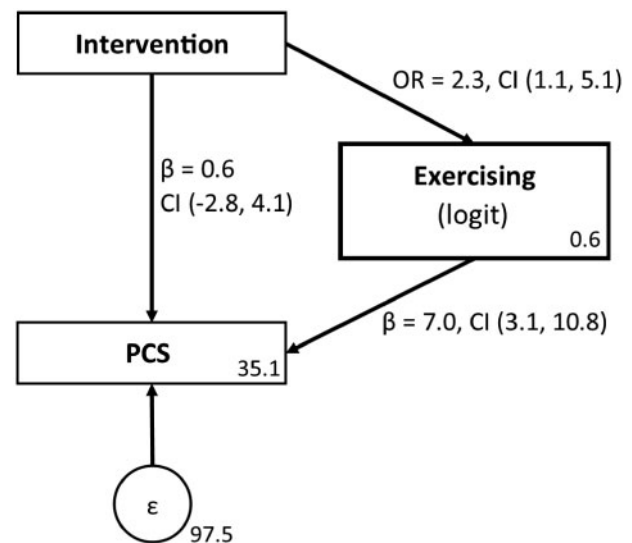 Intervention
OR = 2.3, CI (1.1, 5.1)
β = 0.6
CI (-2.8, 4.1)
Exercising
(logit)
0.6
β = 7.0, CI (3.1, 10.8)
PCS
35.1
ε
97.5